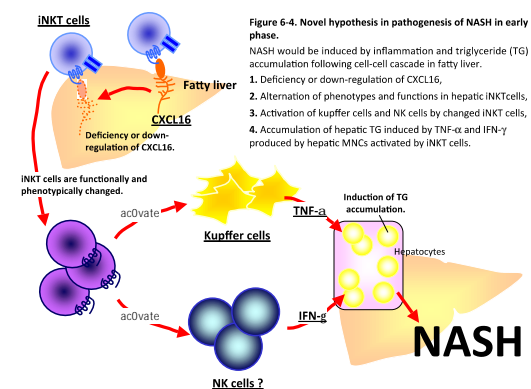 iNKT cells
Fatty liver
CXCL16
Deficiency or down-
regulation of CXCL16.
Figure 6-4. Novel hypothesis in pathogenesis of NASH in early
phase.
NASH would be induced by inflammation and triglyceride (TG)
accumulation following cell-cell cascade in fatty liver.
1. Deficiency or down-regulation of CXCL16,
2. Alternation of phenotypes and functions in hepatic iNKTcells,
3. Activation of kupffer cells and NK cells by changed iNKT cells,
4. Accumulation of hepatic TG induced by TNF-α and IFN-γ
produced by hepatic MNCs activated by iNKT cells.
iNKT cells are functionally and
phenotypically changed.
ac0vate
Kupffer cells
TNF-a
Induction of TG
accumulation.
Hepatocytes
ac0vate
NK cells ?
IFN-g
NASH